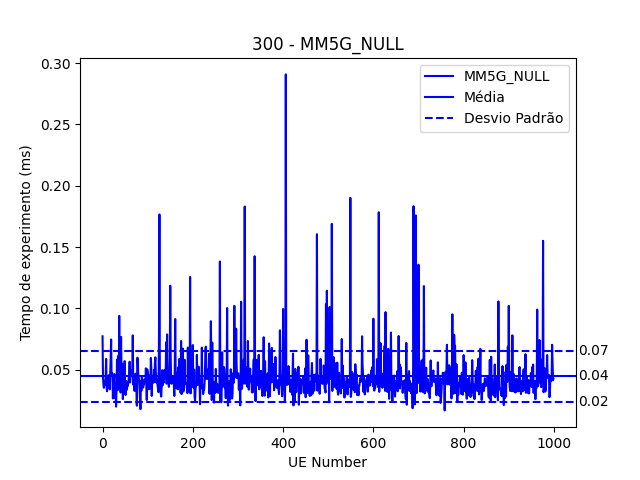 300 - MM5G_NULL
0.30
0.25
0.20
0.15
0.10
0.05
Tempo de experimento (ms)
MM5G_NULL
Média
Desvio Padrão
0.07
0.04
0.02
0
200
400
600
800
1000
UE Number